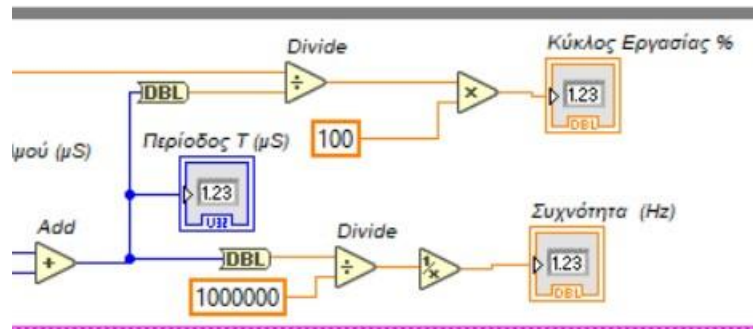 Divide
Κύκλος Εργασίας %
DBL
÷
×
1.23
DBL
100
(μS)
Περίοδος Τ (μS)
1.23
U32
Add
+
Συχνότητα (Hz)
Divide
DBL
÷
1/x
1.23
DBL
1000000